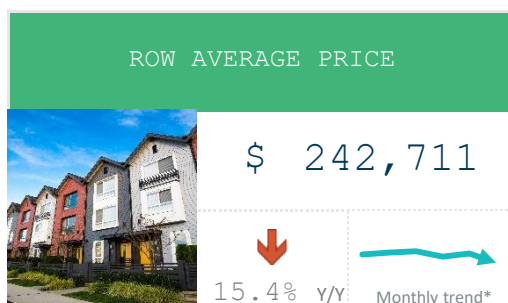 ROW AVERAGE PRICE
$ 242,711
15.4% Y/Y
Monthly trend*